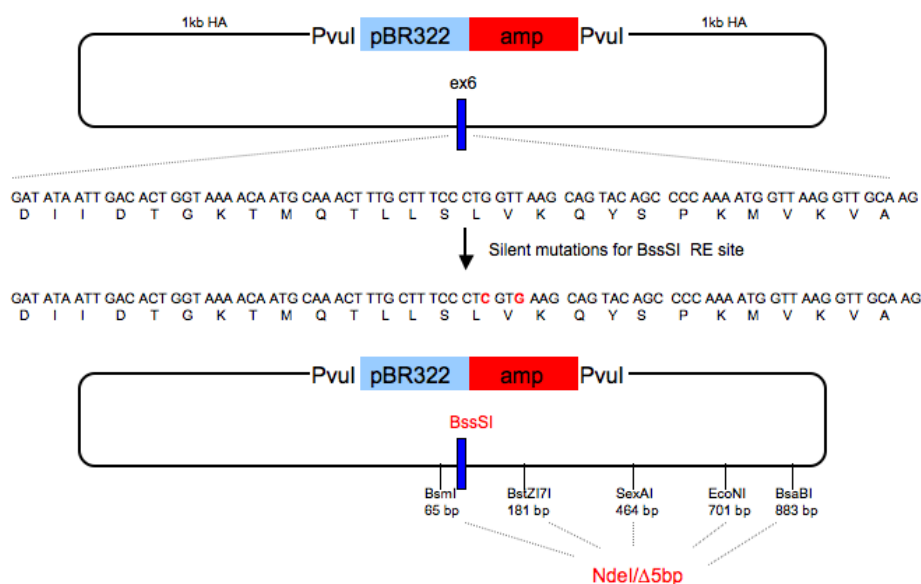 1kb HA 1kb HA
PvuI pBR322 amp PvuI
ex6
GAT ATA ATT GAC ACT GGT AAA ACA ATG CAA ACT TTG CTT TCC CTG GTT AAG CAG TAC AGC CCC AAA ATG GTT AAG GTT GCA AG
D I I D T G K T M Q T L L S L V K Q Y S P K M V K V A
Silent mutations for BssSI RE site
GAT ATA ATT GAC ACT GGT AAA ACA ATG CAA ACT TTG CTT TCC CTC GTG AAG CAG TAC AGC CCC AAA ATG GTT AAG GTT GCA AG
D I I D T G K T M Q T L L S L V K Q Y S P K M V K V A
PvuI pBR322 amp PvuI
BssSI
BsmI BstZI7I SexAI EcoNI BsaBI
65 bp 181 bp 464 bp 701 bp 883 bp
NdeI/Δ5bp